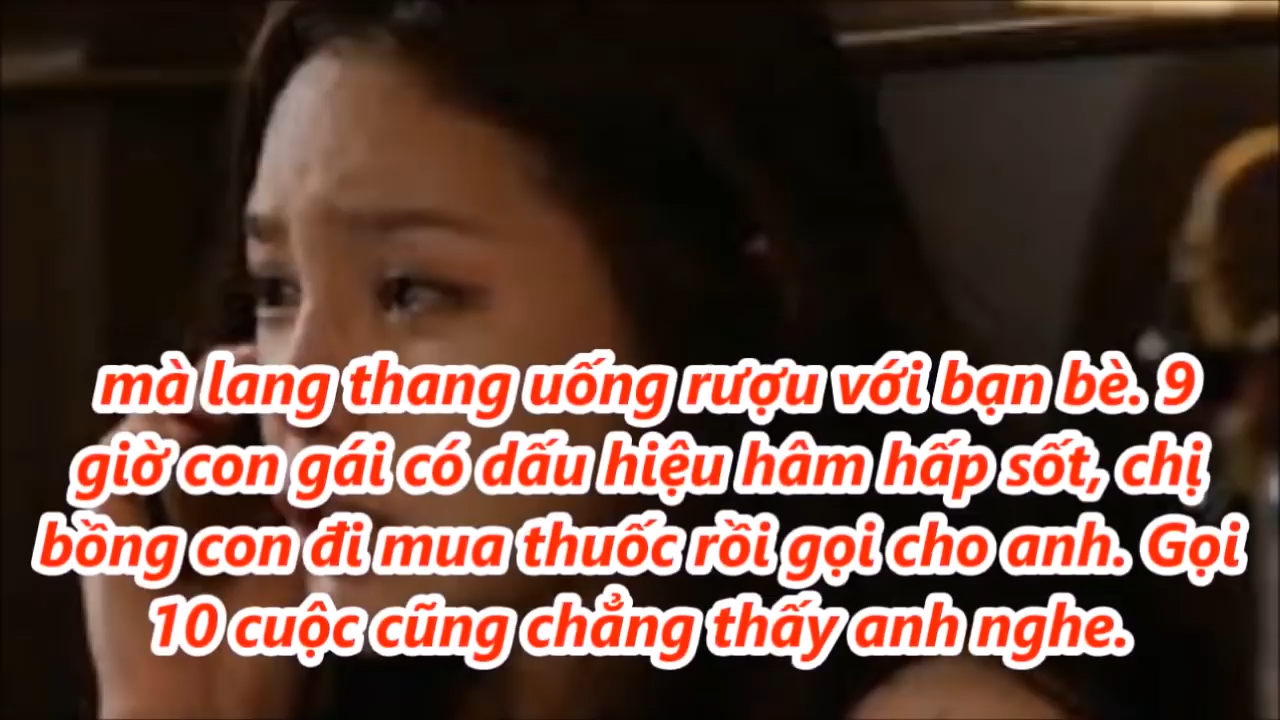 mà lang thang uống rượu với bạn bè. 9
giờ con gái có dấu hiệu hâm hấp sốt, chị
bồng con đi mua thuốc rồi gọi cho anh. Gọi
10 cuộc cũng chẳng thấy anh nghe.